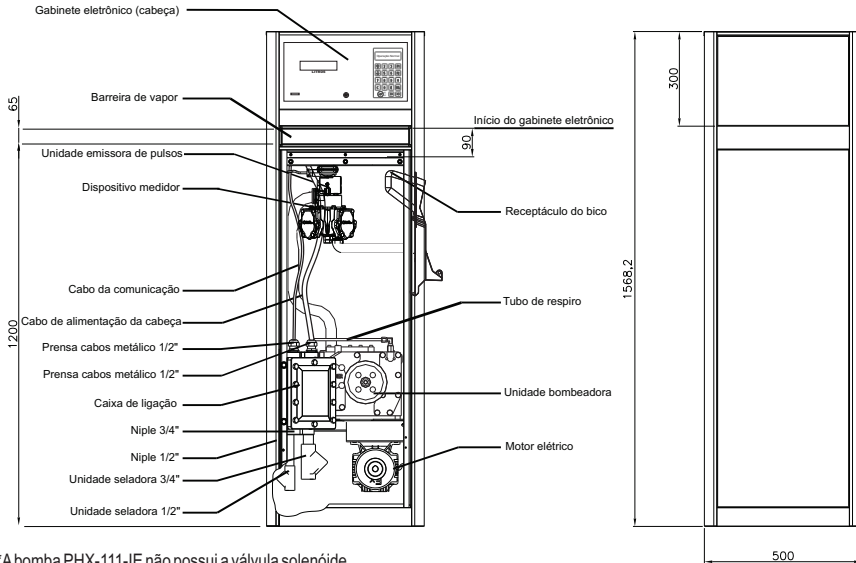 Gabinete eletrônico (cabeça)
LITROS
Barreira de vapor
Início do gabinete eletrônico
65
90
300
Unidade emissora de pulsos
Dispositivo medidor
Receptáculo do bico
1568,2
Cabo da comunicação
Tubo de respiro
Cabo de alimentação da cabeça
1200
Prensa cabos metálico 1/2"
Prensa cabos metálico 1/2"
Unidade bombeadora
Caixa de ligação
Niple 3/4"
Motor elétrico
Niple 1/2"
Unidade seladora 3/4"
Unidade seladora 1/2"
*A bomba PHX-111-IE não possui a válvula solenóide
500